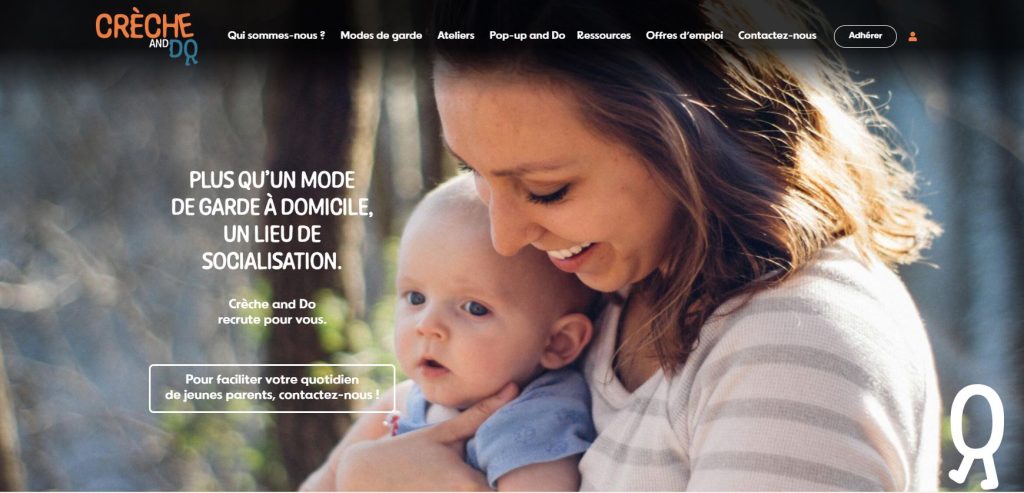 CRÈCHE
AND DO
Qui sommes-nous ? Modes de garde Ateliers Pop-up and Do Ressources Offres d'emploi Contactez-nous Adhérer
PLUS QU'UN MODE
DE GARDE À DOMICILE,
UN LIEU DE
SOCIALISATION.
Crèche and Do
recrute pour vous.
Pour faciliter votre quotidien
de jeunes parents, contactez-nous !